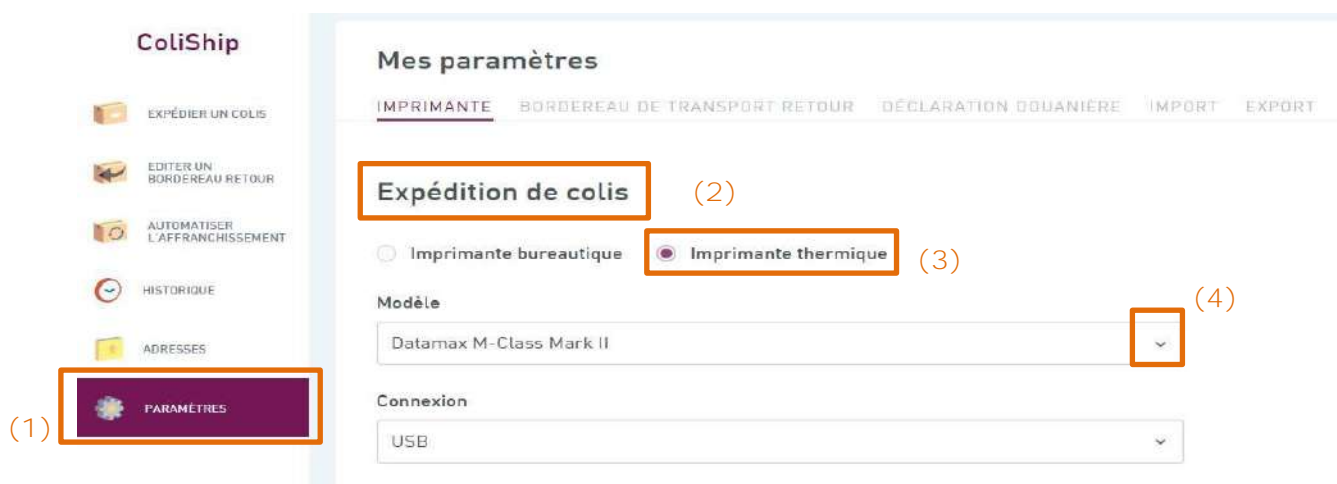 ColiShip
EXPÉDIER UN COLIS
EDITER UN
BORDEREAU RETOUR
AUTOMATISER
L'AFFRANCHISSEMENT
HISTORIQUE
ADRESSES
(1)
PARAMÈTRES
Mes paramètres
IMPRIMANTE BORDEREAU DE TRANSPORT RETOUR DÉCLARATION DOUANIÈRE IMPORT EXPORT
Expédition de colis (2)
Imprimante bureautique Imprimante thermique (3)
Modèle
(4)
Datamax M-Class Mark II
Connexion
USB